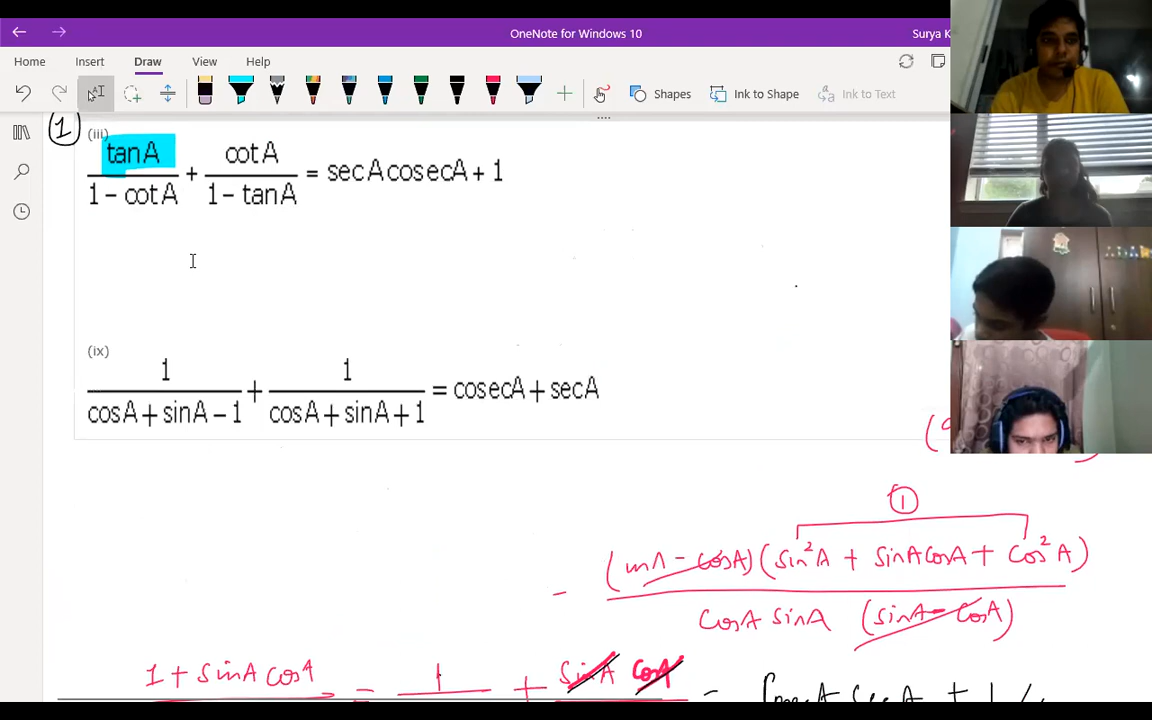 OneNote for Windows 10
Surya K
Home Insert Draw View Help
Shapes Ink to Shape Ink to Text
1
(iii)
tanA / (1 − cotA) + cotA / (1 − tanA) = secAcosecA + 1
(ix)
1 / (cosA + sinA − 1) + 1 / (cosA + sinA + 1) = cosecA + secA
1
(sin²A + SinACosA + Cos²A)
CosA SinA (SinA − CosA)
1 + SinA CosA = 1 + SinA CosA =